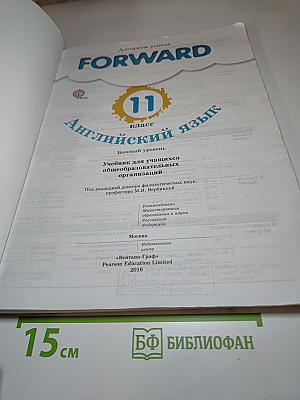 Алгоритм успеха
FORWARD
11
класс
Английский язык
Базовый уровень
Учебник для учащихся
общеобразовательных
организаций
Под редакцией доктора филологических наук,
профессора М.В. Вербицкой
Рекомендовано
Министерством
образования и науки
Российской
Федерации
Москва
Издательский
центр
«Вентана-Граф»
Pearson Education Limited
2016
15 см
БФ БИБЛИОФАН